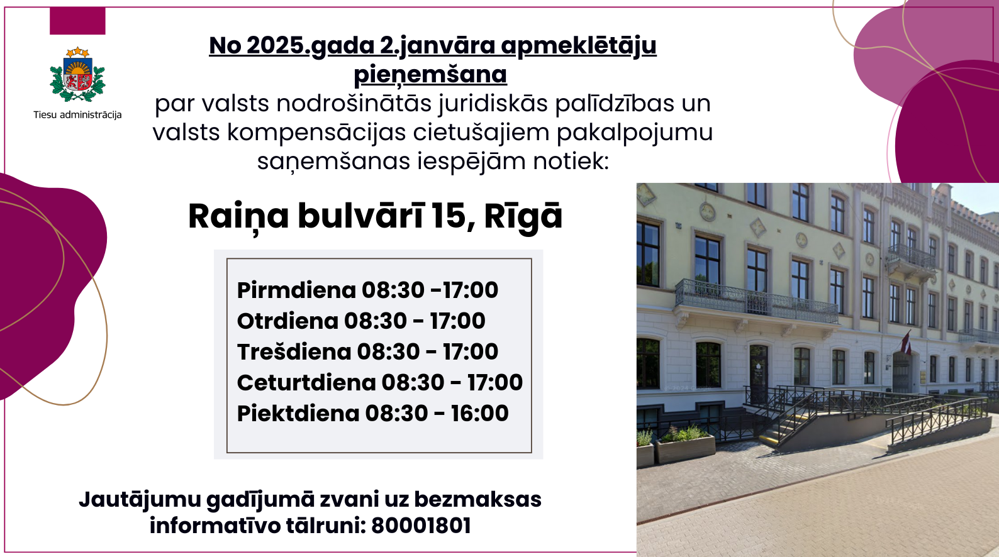 Tiesu administrācija
No 2025.gada 2.janvāra apmeklētāju
pieņemšana
par valsts nodrošinātās juridiskās palīdzības un
valsts kompensācijas cietušajiem pakalpojumu
saņemšanas iespējām notiek:
Raiņa bulvārī 15, Rīgā
Pirmdiena 08:30 -17:00
Otrdiena 08:30 - 17:00
Trešdiena 08:30 - 17:00
Ceturtdiena 08:30 - 17:00
Piektdiena 08:30 - 16:00
Jautājumu gadījumā zvani uz bezmaksas
informatīvo tālruni: 80001801